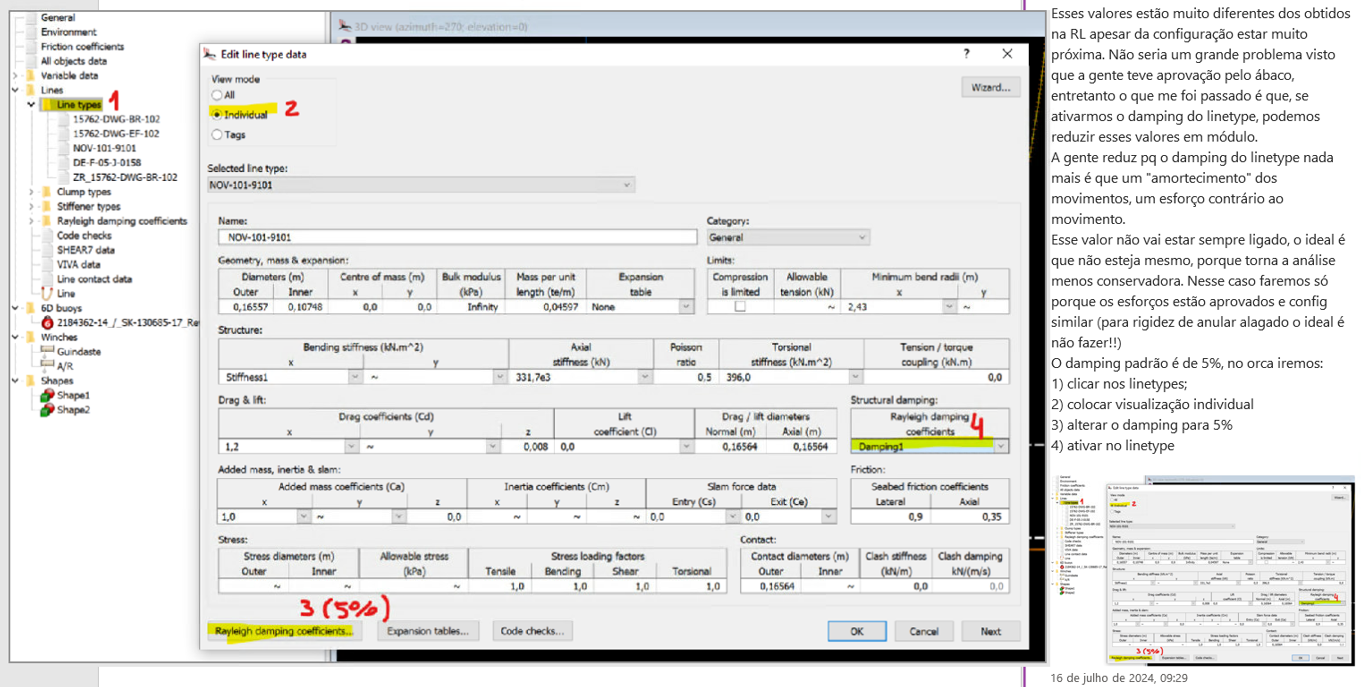 General
Environment
Friction coefficients
All objects data
Variable data
Lines
Line types 1
15762-DWG-BR-102
15762-DWG-EF-102
NOV-101-9101
DE-F-05-J-0158
ZR_15762-DWG-BR-102
Clump types
Stiffener types
Rayleigh damping coefficients
Code checks
SHEAR7 data
VIVA data
Line contact data
Line
6D buoys
2184362-14_/_SK-130685-17_Re
Winches
Guindaste
A/R
Shapes
Shape1
Shape2
3D view (azimuth=270; elevation=0)
Edit line type data ?
View mode
All
Individual 2
Tags
Wizard...
Selected line type:
NOV-101-9101
Name: Category:
NOV-101-9101 General
Geometry, mass & expansion: Limits:
Diameters (m) Centre of mass (m) Bulk modulus Mass per unit Expansion Compression Allowable Minimum bend radii (m)
Outer Inner x y (kPa) length (te/m) table is limited tension (kN) x y
0,16557 0,10748 0,0 0,0 Infinity 0,04597 None ~ 2,43 ~
Structure:
Bending stiffness (kN.m^2) Axial Poisson Torsional Tension / torque
x y stiffness (kN) ratio stiffness (kN.m^2) coupling (kN.m)
Stiffness1 ~ 331,7e3 0,5 396,0 0,0
Drag & lift: Structural damping:
Drag coefficients (Cd) Lift Drag / lift diameters Rayleigh damping
x y z coefficient (Cl) Normal (m) Axial (m) coefficients 4
1,2 ~ 0,008 0,0 0,16564 0,16564 Damping1
Added mass, inertia & slam: Friction:
Added mass coefficients (Ca) Inertia coefficients (Cm) Slam force data Seabed friction coefficients
x y z x y z Entry (Cs) Exit (Ce) Lateral Axial
1,0 ~ 0,0 ~ ~ ~ 0,0 0,0 0,9 0,35
Stress: Contact:
Stress diameters (m) Allowable stress Stress loading factors Contact diameters (m) Clash stiffness Clash damping
Outer Inner (kPa) Tensile Bending Shear Torsional Outer Inner (kN/m) kN/(m/s)
~ ~ ~ 1,0 1,0 1,0 1,0 0,16564 ~ 0,0 0,0
3 (5%)
Rayleigh damping coefficients... Expansion tables... Code checks... OK Cancel Next
Esses valores estão muito diferentes dos obtidos
na RL apesar da configuração estar muito
próxima. Não seria um grande problema visto
que a gente teve aprovação pelo ábaco,
entretanto o que me foi passado é que, se
ativarmos o damping do linetype, podemos
reduzir esses valores em módulo.
A gente reduz pq o damping do linetype nada
mais é que um "amortecimento" dos
movimentos, um esforço contrário ao
movimento.
Esse valor não vai estar sempre ligado, o ideal é
que não esteja mesmo, porque torna a análise
menos conservadora. Nesse caso faremos só
porque os esforços estão aprovados e config
similar (para rigidez de anular alagado o ideal é
não fazer!!)
O damping padrão é de 5%, no orca iremos:
1) clicar nos linetypes;
2) colocar visualização individual
3) alterar o damping para 5%
4) ativar no linetype
16 de julho de 2024, 09:29